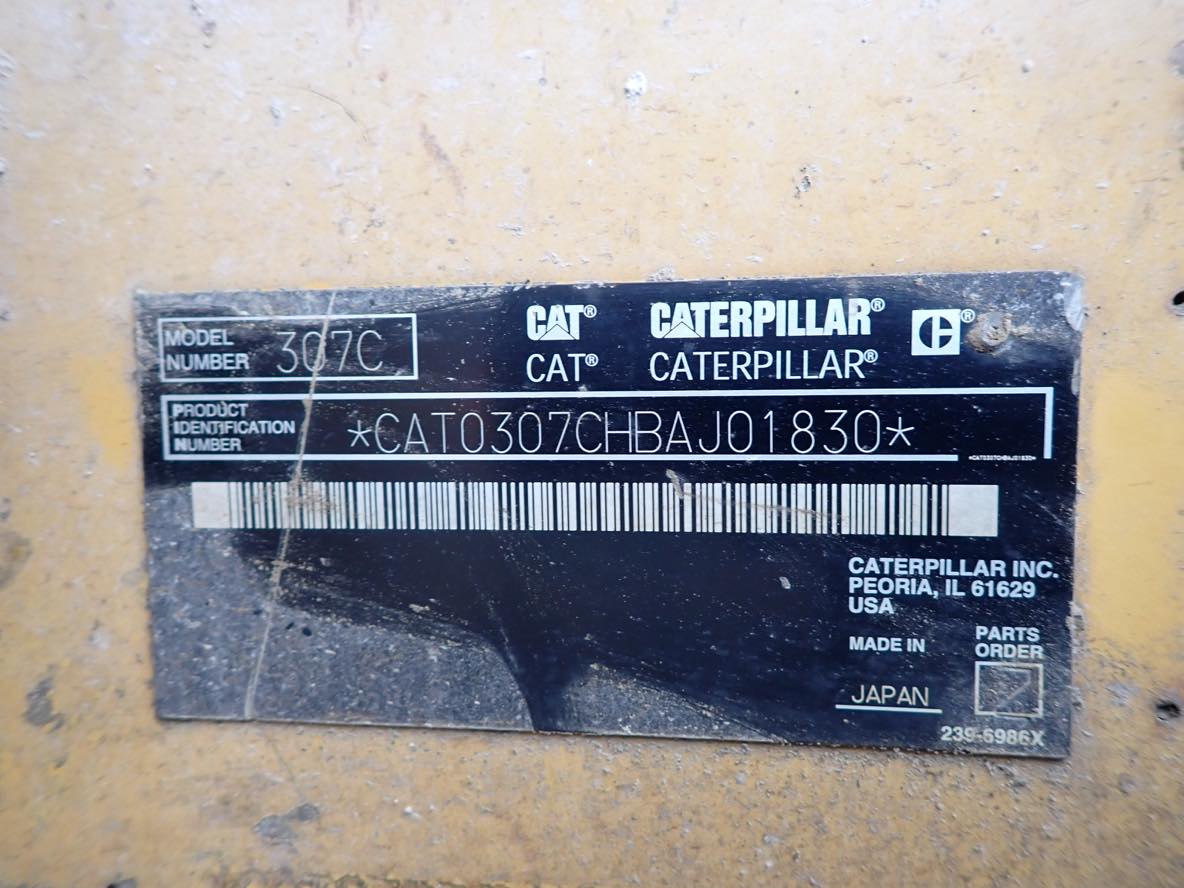 MODEL NUMBER 307C
CAT® CATERPILLAR® ®
CAT® CATERPILLAR®
PRODUCT
IDENTIFICATION
NUMBER
*CAT0307CHBAJ01830*
*CAT0307CHBAJ01830*
CATERPILLAR INC.
PEORIA, IL 61629
USA
MADE IN
JAPAN
PARTS
ORDER
239-6986X